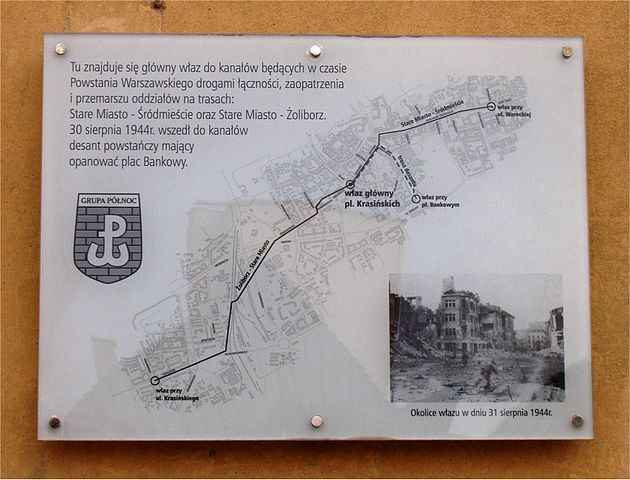 Tu znajduje się główny właz do kanałów będących w czasie
Powstania Warszawskiego drogami łączności, zaopatrzenia
i przemarszu oddziałów na trasach:
Stare Miasto - Śródmieście oraz Stare Miasto - Żoliborz.
30 sierpnia 1944r. wszedł do kanałów
desant powstańczy mający
opanować plac Bankowy.
Stare Miasto - Śródmieście
właz przy
ul. Wareckiej
trasa desantu
właz główny
pl. Krasińskich
właz przy
pl. Bankowym
GRUPA PÓŁNOC
Żoliborz - Stare Miasto
właz przy
ul. Krasińskiego
Okolice włazu w dniu 31 sierpnia 1944r.